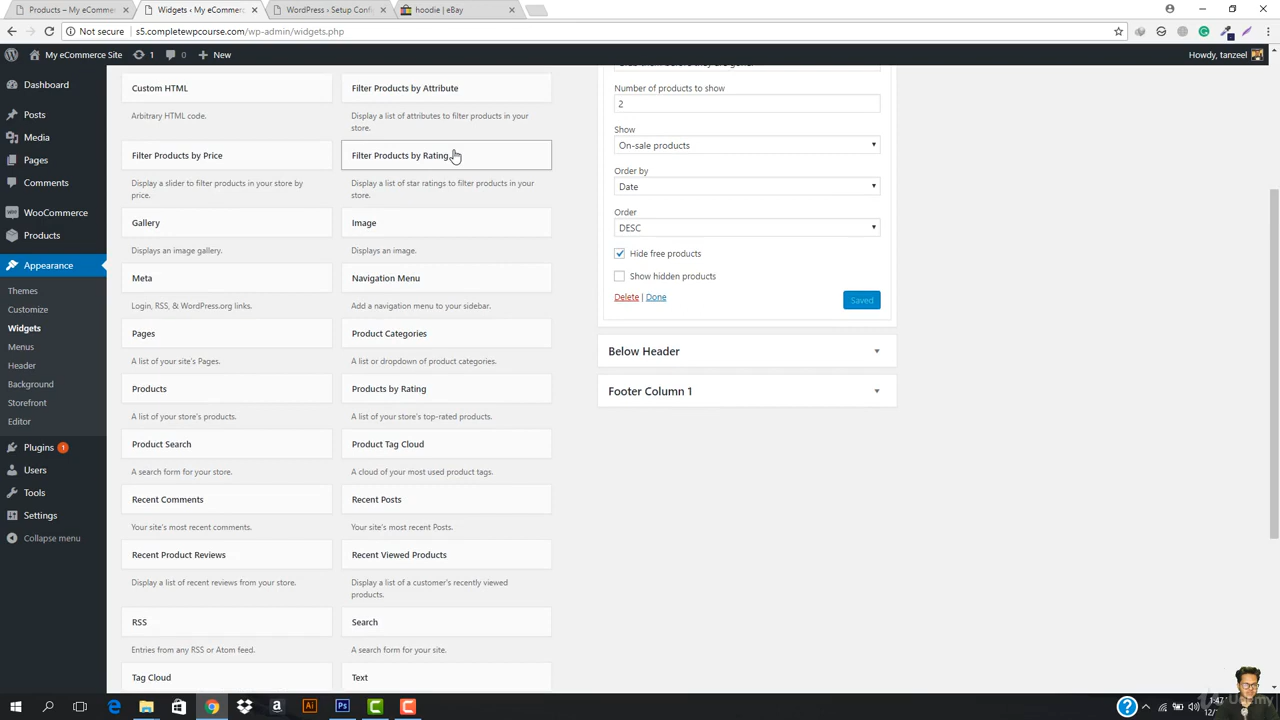 Products – My eCommer
Widgets ‹ My eCommerc
WordPress › Setup Confi
hoodie | eBay
Not secure
s5.completewpcourse.com/wp-admin/widgets.php
My eCommerce Site
1
0
New
Howdy, tanzeel
Dashboard
Posts
Media
Pages
Comments
WooCommerce
Products
Appearance
Themes
Customize
Widgets
Menus
Header
Background
Storefront
Editor
Plugins 1
Users
Tools
Settings
Collapse menu
Custom HTML
Arbitrary HTML code.
Filter Products by Attribute
Display a list of attributes to filter products in your
store.
Filter Products by Price
Display a slider to filter products in your store by
price.
Filter Products by Rating
Display a list of star ratings to filter products in your
store.
Gallery
Displays an image gallery.
Image
Displays an image.
Meta
Login, RSS, & WordPress.org links.
Navigation Menu
Add a navigation menu to your sidebar.
Pages
A list of your site's Pages.
Product Categories
A list or dropdown of product categories.
Products
A list of your store's products.
Products by Rating
A list of your store's top-rated products.
Product Search
A search form for your store.
Product Tag Cloud
A cloud of your most used product tags.
Recent Comments
Your site's most recent comments.
Recent Posts
Your site's most recent Posts.
Recent Product Reviews
Display a list of recent reviews from your store.
Recent Viewed Products
Display a list of a customer's recently viewed
products.
RSS
Entries from any RSS or Atom feed.
Search
A search form for your site.
Tag Cloud
Text
Number of products to show
2
Show
On-sale products
Order by
Date
Order
DESC
Hide free products
Show hidden products
Delete | Done
Saved
Below Header
Footer Column 1
Udemy